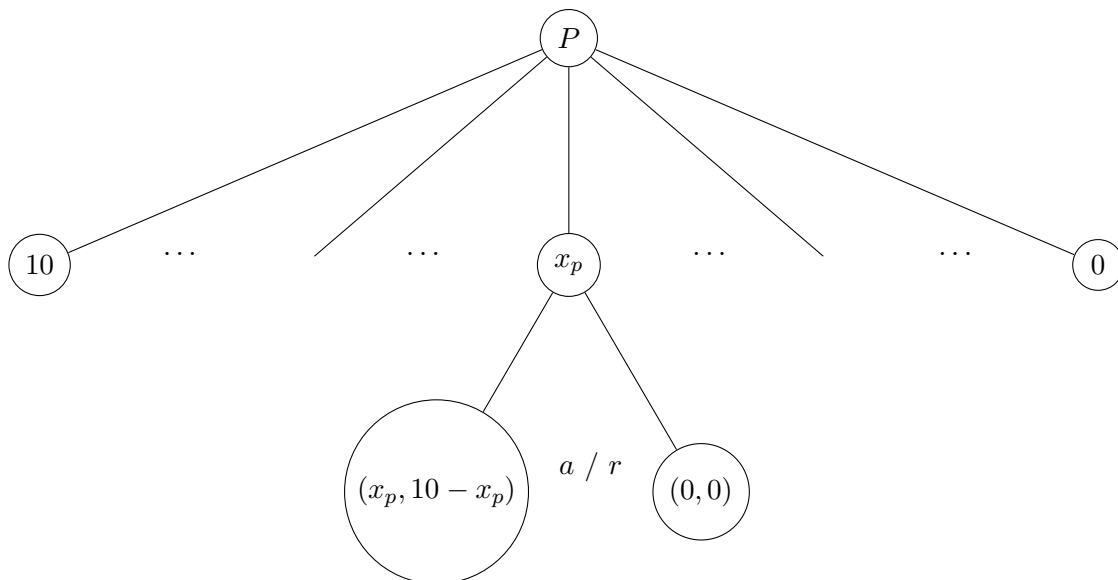 P
10 ... ... x_p ... ... 0
a / r
(x_p, 10 − x_p) (0, 0)